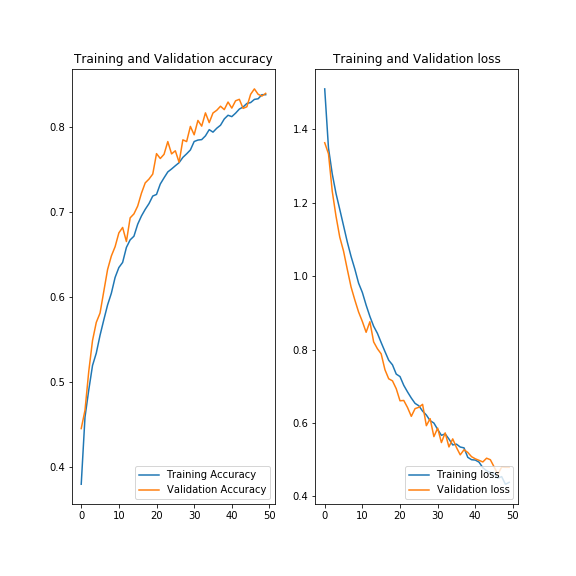 Training and Validation accuracy
0.8
0.7
0.6
0.5
0.4
0 10 20 30 40 50
Training Accuracy
Validation Accuracy
Training and Validation loss
1.4
1.2
1.0
0.8
0.6
0.4
0 10 20 30 40 50
Training loss
Validation loss